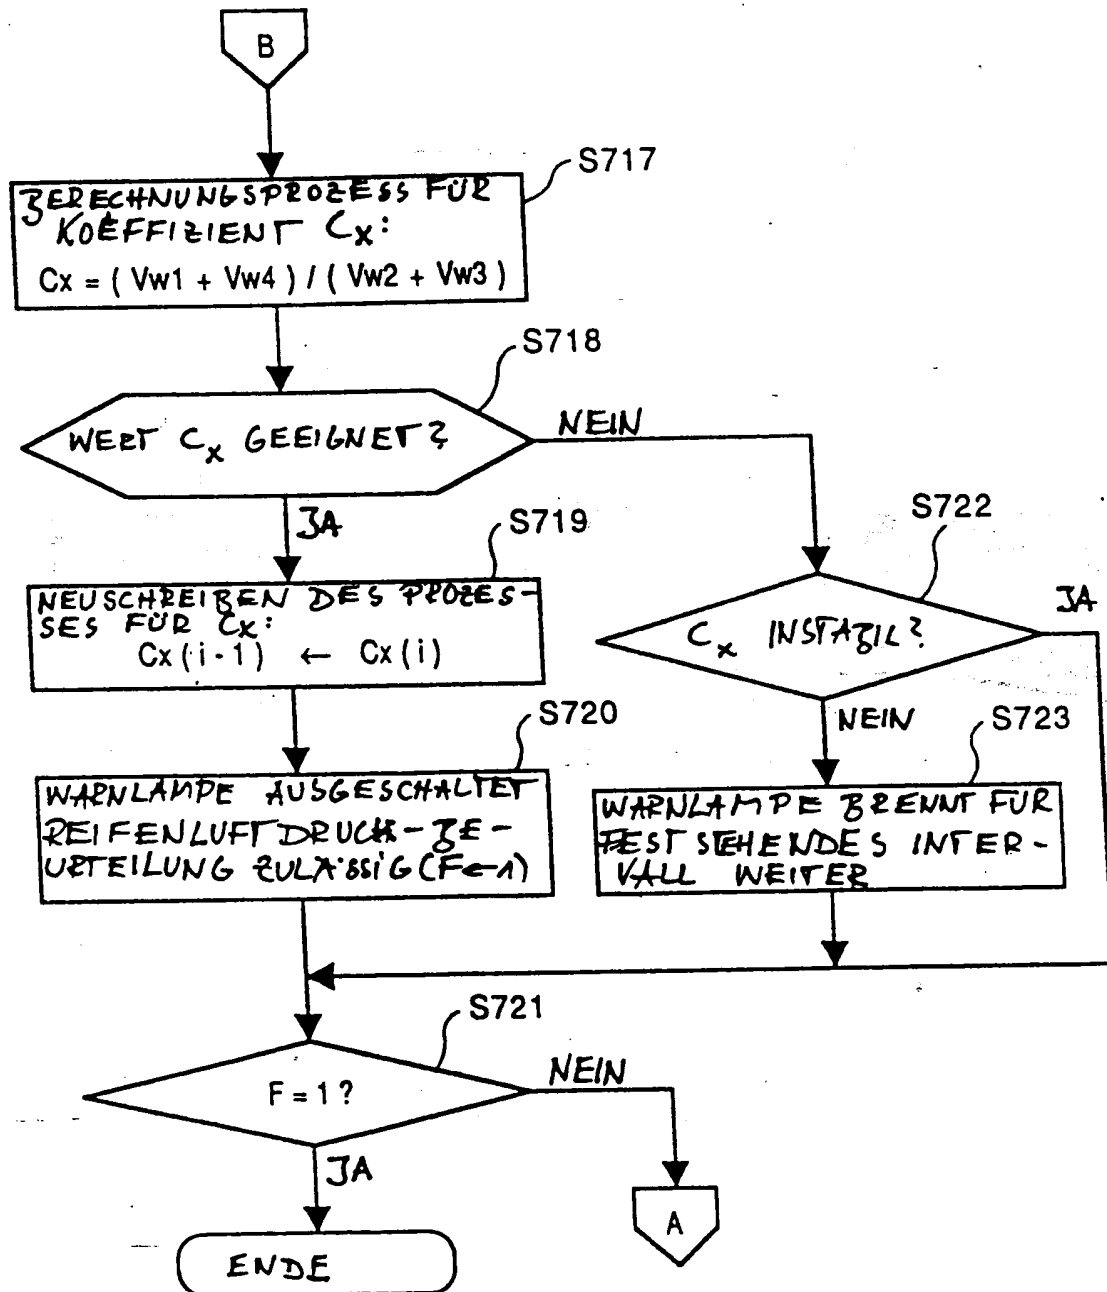 B
S717
BERECHNUNGSPROZESS FÜR
KOEFFIZIENT Cx:
Cx = ( Vw1 + Vw4 ) / ( Vw2 + Vw3 )
S718
WERT Cx GEEIGNET?
NEIN
JA
S719
NEUSCHREIBEN DES PROZES-
SES FÜR Cx:
Cx ( i - 1 ) ← Cx ( i )
S722
Cx INSTABIL?
JA
NEIN
S720
WARNLAMPE AUSGESCHALTET
REIFENLUFTDRUCK-BE-
URTEILUNG ZULÄSSIG (F←1)
S723
WARNLAMPE BRENNT FÜR
FESTSTEHENDES INTER-
VALL WEITER
S721
F = 1 ?
NEIN
JA
A
ENDE